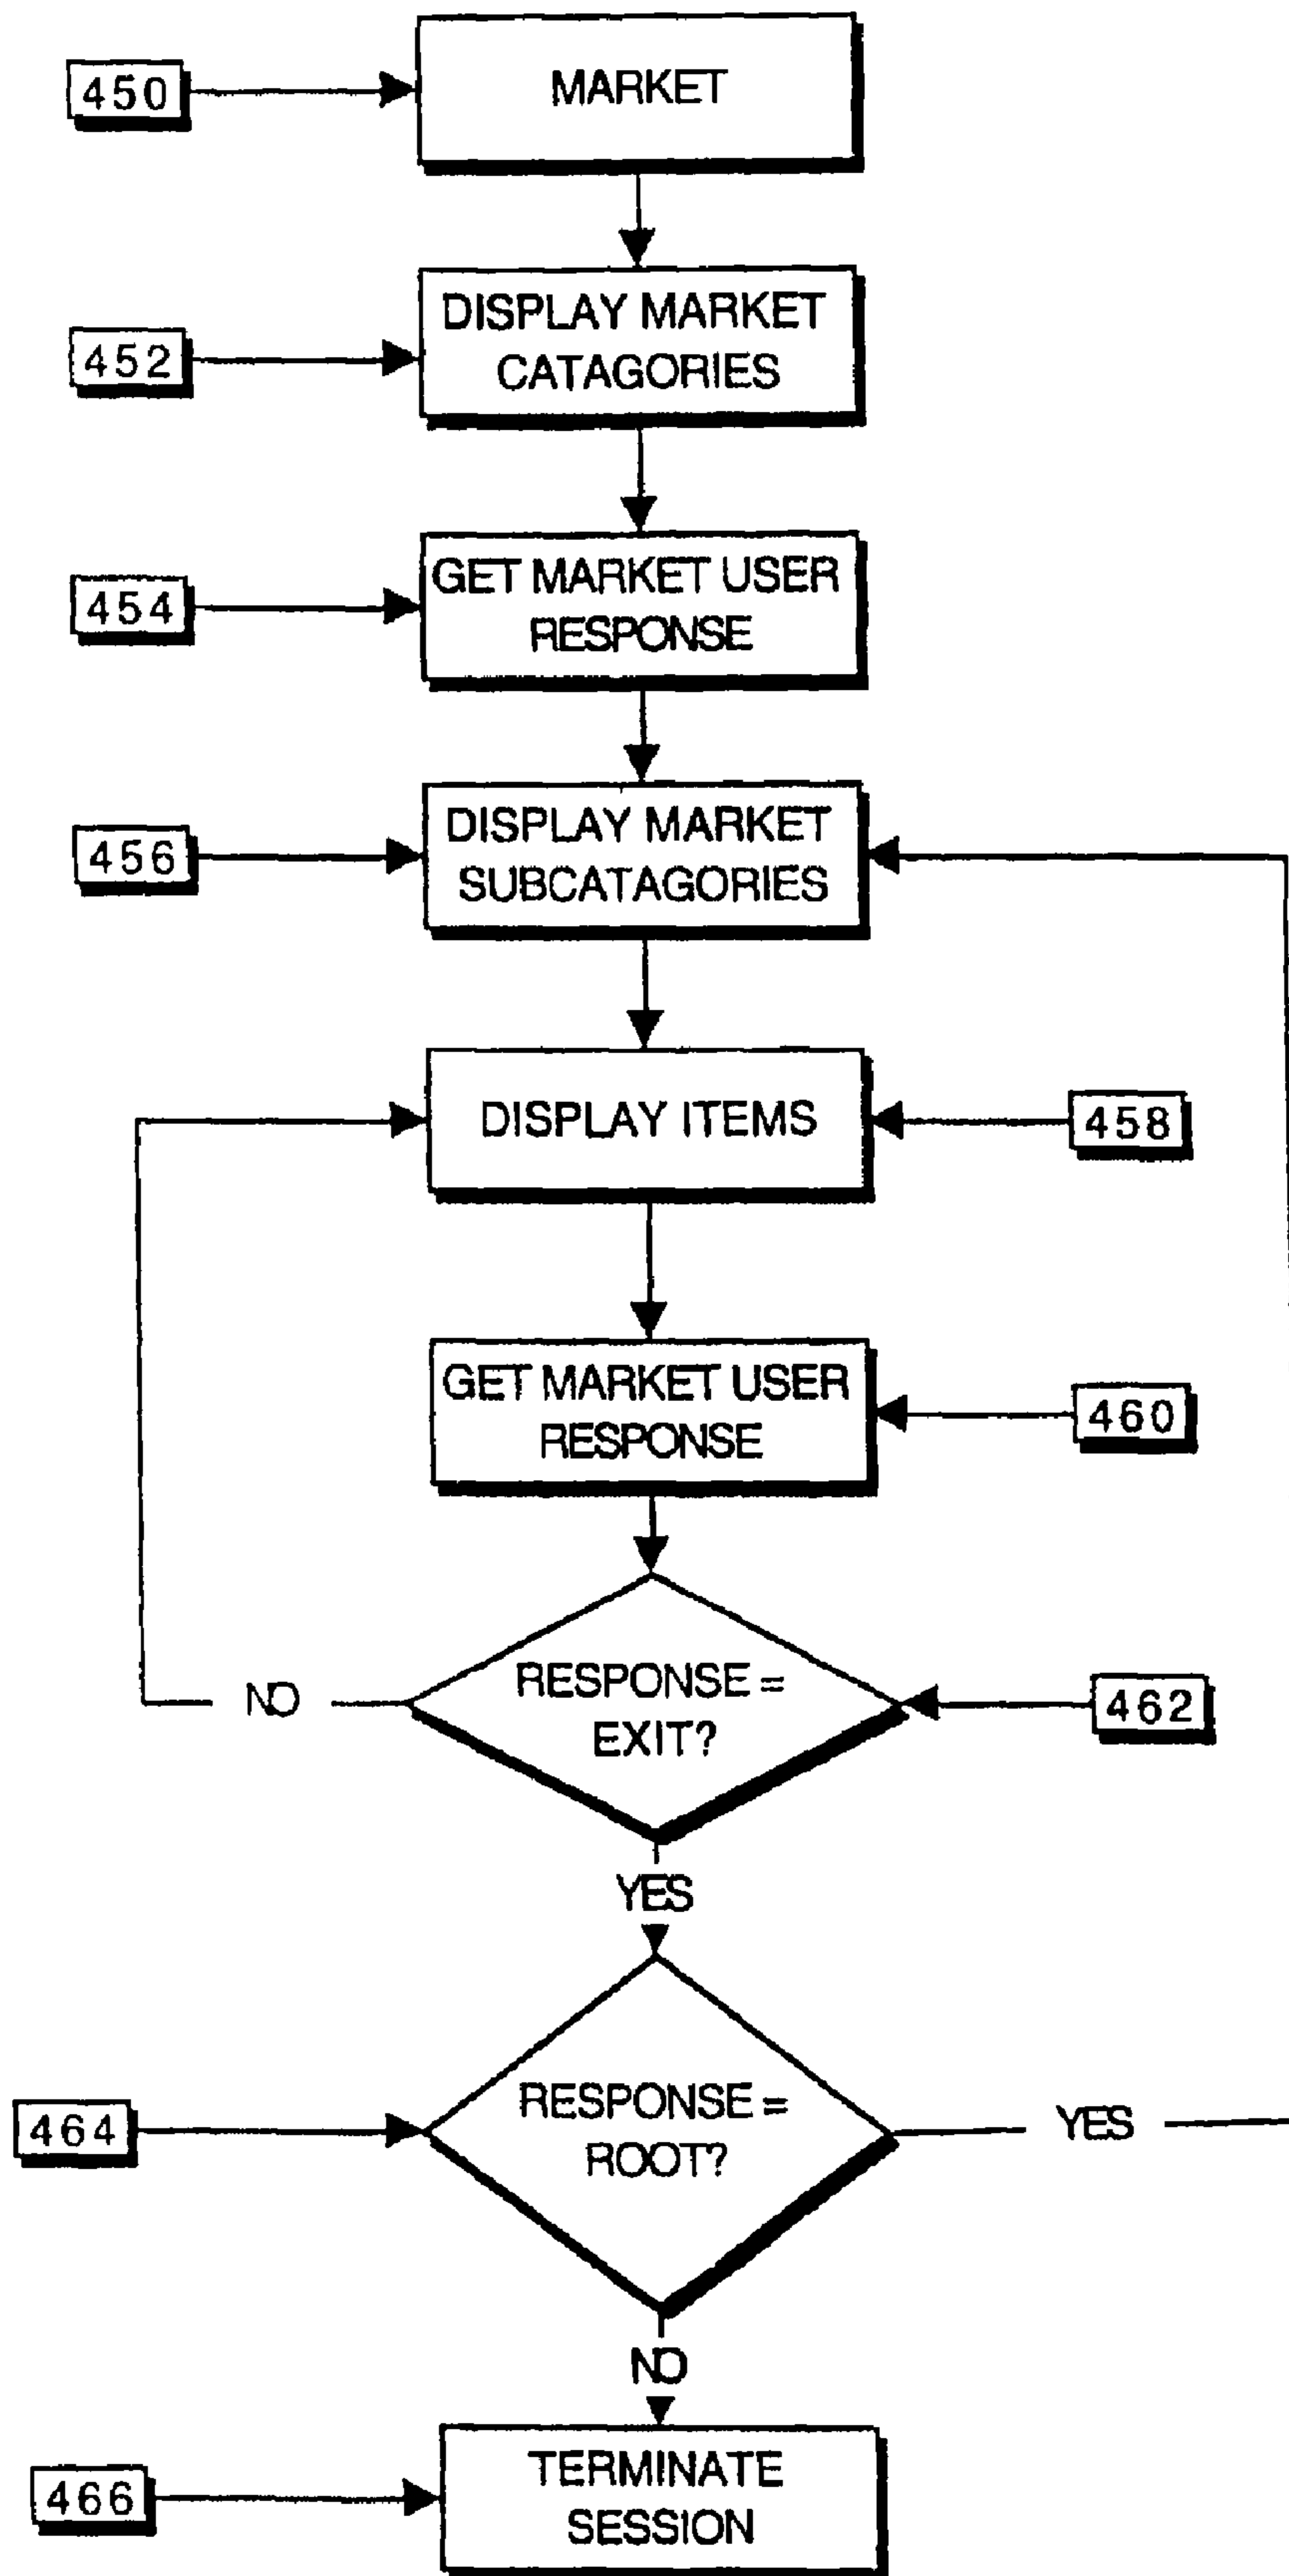 450
MARKET
452
DISPLAY MARKET
CATAGORIES
454
GET MARKET USER
RESPONSE
456
DISPLAY MARKET
SUBCATAGORIES
DISPLAY ITEMS
458
GET MARKET USER
RESPONSE
460
NO
RESPONSE =
EXIT?
462
YES
464
RESPONSE =
ROOT?
YES
NO
466
TERMINATE
SESSION